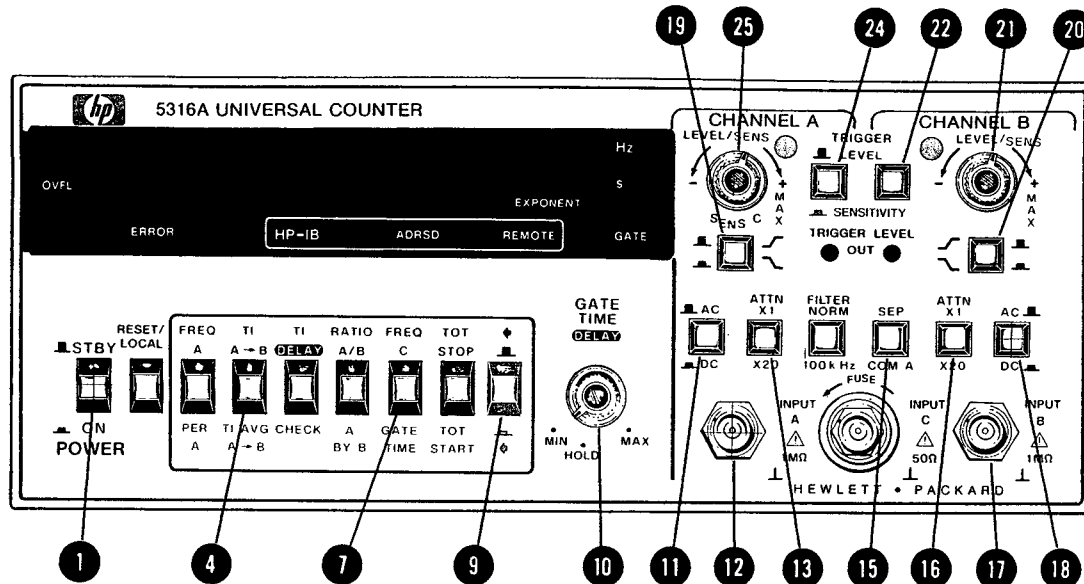 19 25 24 22 21 20
hp 5316A UNIVERSAL COUNTER
CHANNEL A CHANNEL B
LEVEL/SENS TRIGGER LEVEL LEVEL/SENS
- + MAX - + MAX
SENS C SENSITIVITY
TRIGGER LEVEL
OUT
Hz
OVFL S
EXPONENT
ERROR HP-IB ADRSD REMOTE GATE
GATE TIME
DELAY
MIN HOLD MAX
AC ATTN X1 FILTER NORM SEP ATTN X1 AC
DC X20 100kHz COM A X20 DC
STBY RESET/LOCAL FREQ A TI A→B TI DELAY RATIO A/B FREQ C TOT STOP ϕ
ON PER A TI AVG A→B CHECK A BY B GATE TIME TOT START ϕ
POWER
FUSE
INPUT A INPUT C INPUT B
1MΩ 50Ω 1MΩ
HEWLETT • PACKARD
1 4 7 9 10 11 12 13 15 16 17 18